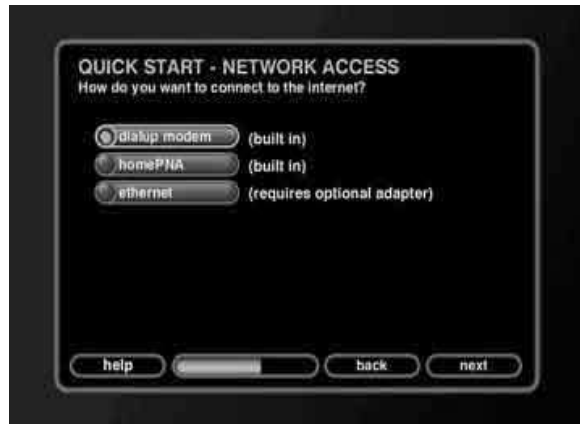 QUICK START - NETWORK ACCESS
How do you want to connect to the internet?
dialup modem (built in)
homePNA (built in)
ethernet (requires optional adapter)
help back next